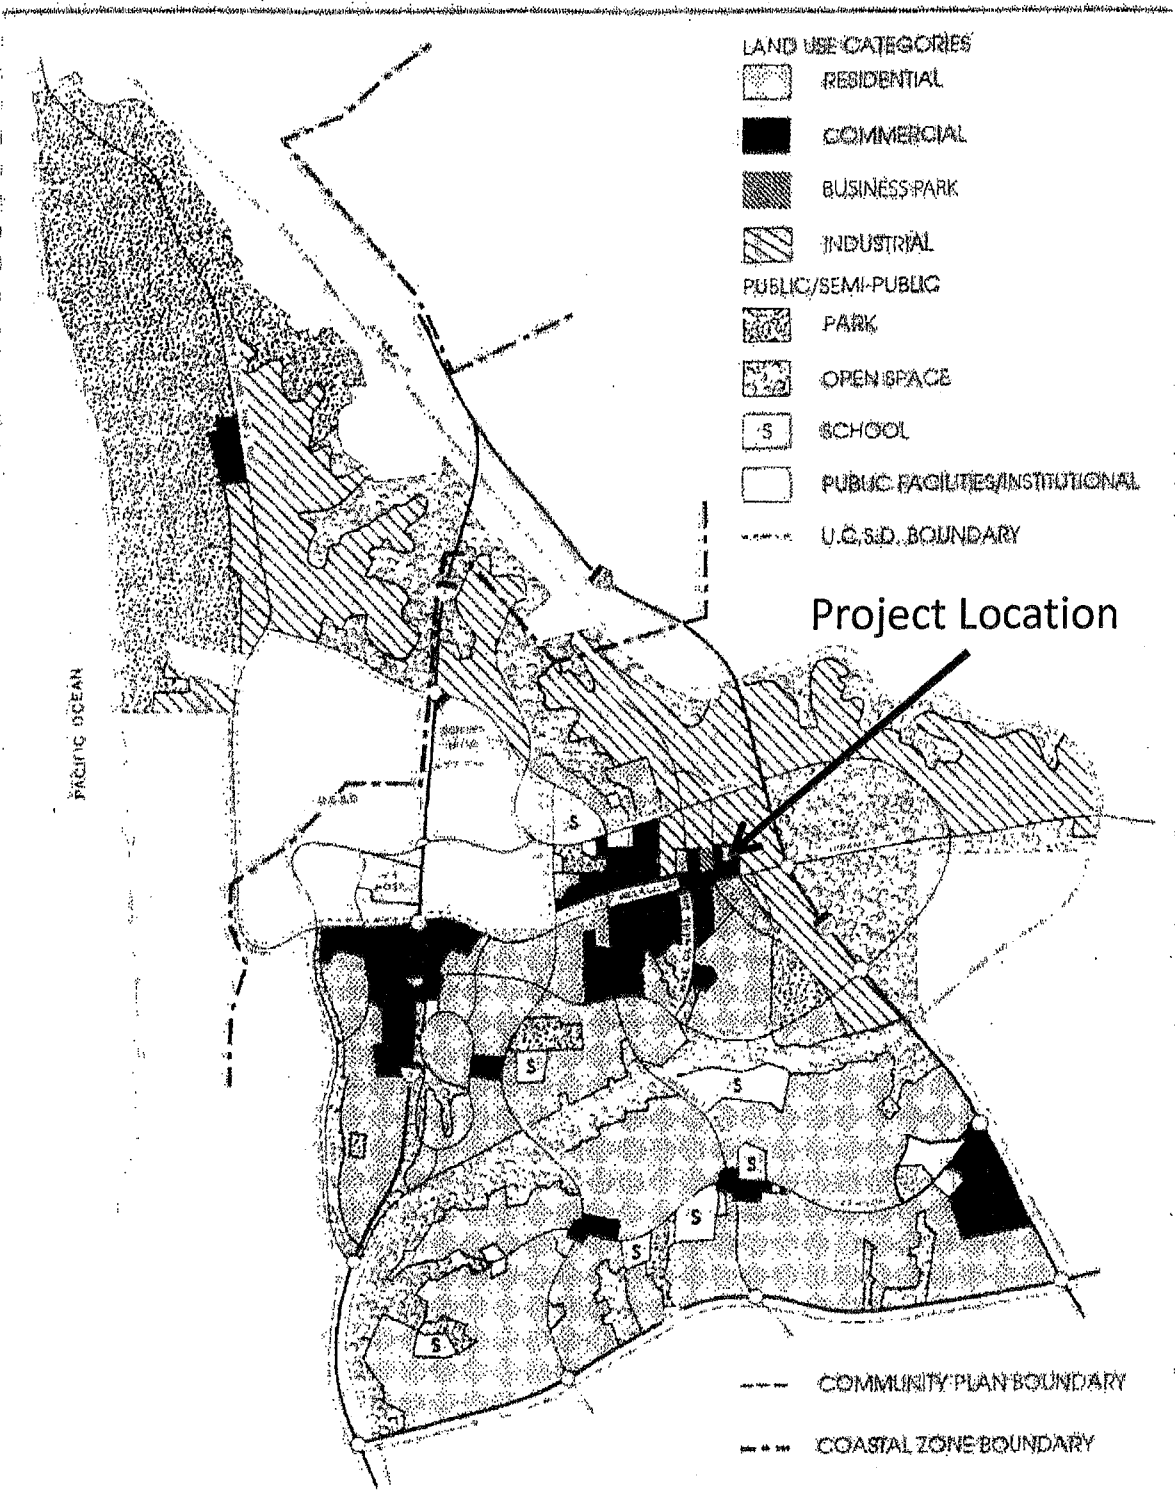 LAND USE CATEGORIES
RESIDENTIAL
COMMERCIAL
BUSINESS PARK
INDUSTRIAL
PUBLIC/SEMI-PUBLIC
PARK
OPEN SPACE
S SCHOOL
PUBLIC FACILITIES/INSTITUTIONAL
U.C.S.D. BOUNDARY
Project Location
PACIFIC OCEAN
S
S
S
S
S
S
S
COMMUNITY PLAN BOUNDARY
COASTAL ZONE BOUNDARY